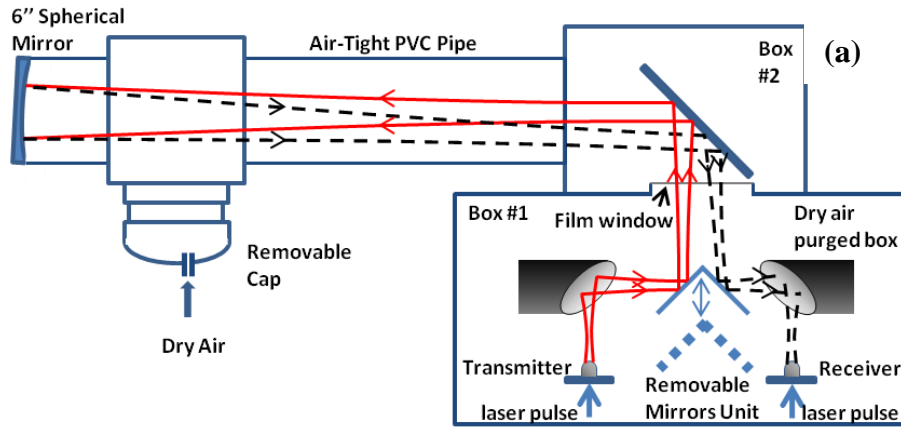 6’’ Spherical
Mirror
Air-Tight PVC Pipe
Box
#2
(a)
Box #1
Film window
Dry air
purged box
Removable
Cap
Dry Air
Transmitter
Removable
Mirrors Unit
Receiver
laser pulse
laser pulse